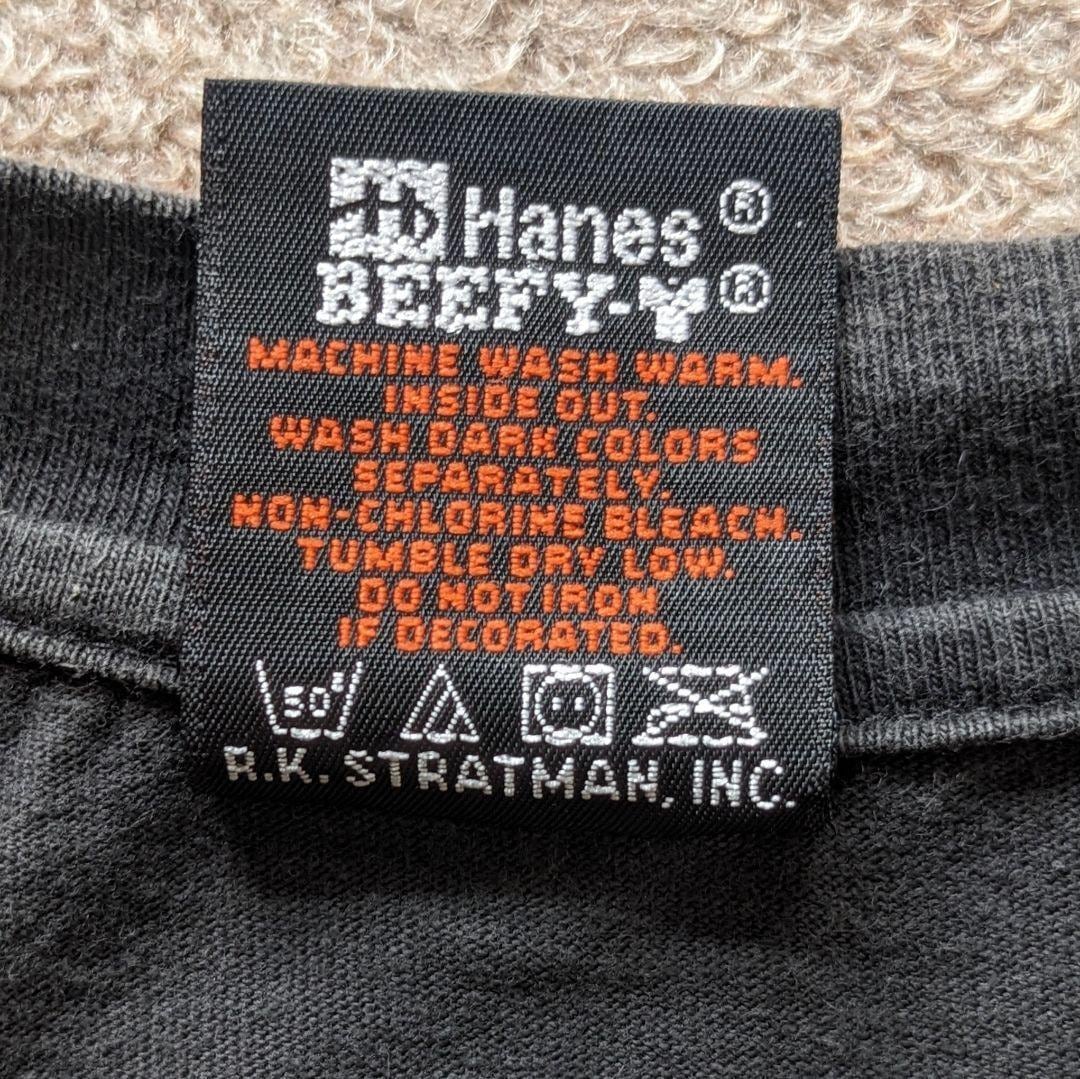 H Hanes ®
BEEFY-T ®
MACHINE WASH WARM.
INSIDE OUT.
WASH DARK COLORS
SEPARATELY.
NON-CHLORINE BLEACH.
TUMBLE DRY LOW.
DO NOT IRON
IF DECORATED.
50°
R.K. STRATMAN, INC.